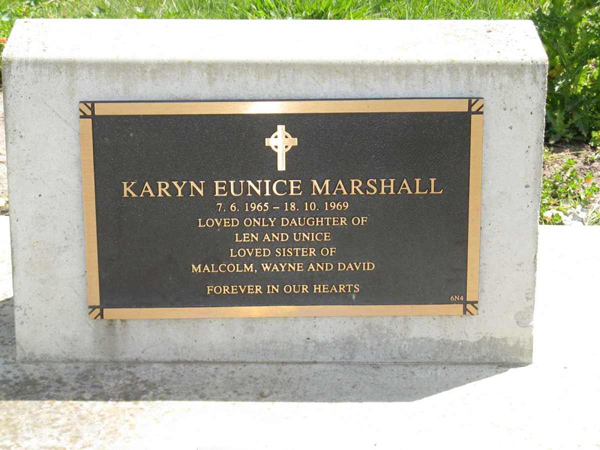 KARYN EUNICE MARSHALL
7. 6. 1965 – 18. 10. 1969
LOVED ONLY DAUGHTER OF
LEN AND UNICE
LOVED SISTER OF
MALCOLM, WAYNE AND DAVID
FOREVER IN OUR HEARTS
6N4